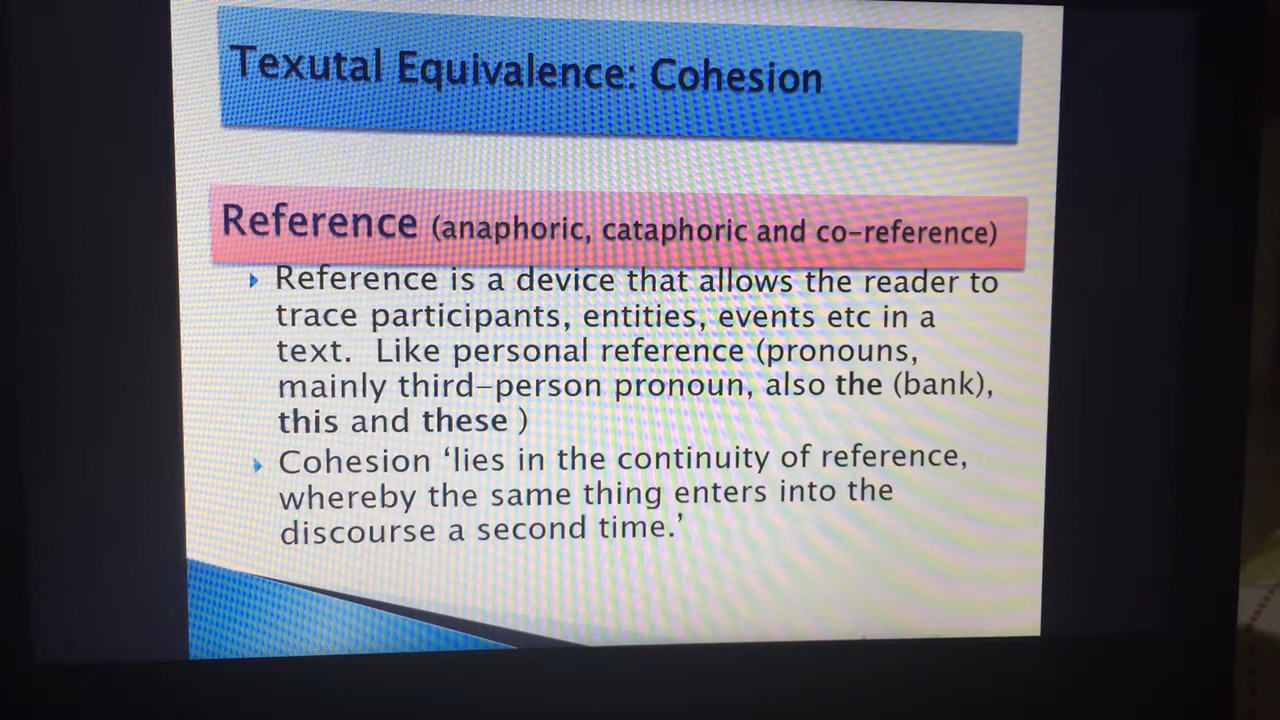 Texutal Equivalence: Cohesion
Reference (anaphoric, cataphoric and co-reference)
Reference is a device that allows the reader to
trace participants, entities, events etc in a
text. Like personal reference (pronouns,
mainly third-person pronoun, also the (bank),
this and these )
Cohesion ‘lies in the continuity of reference,
whereby the same thing enters into the
discourse a second time.’